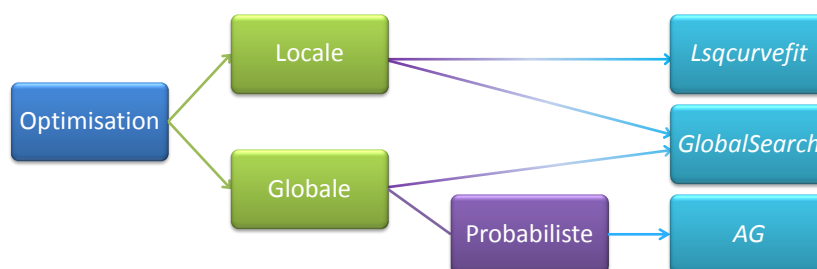 Locale
Lsqcurvefit
Optimisation
GlobalSearch
Globale
Probabiliste
AG